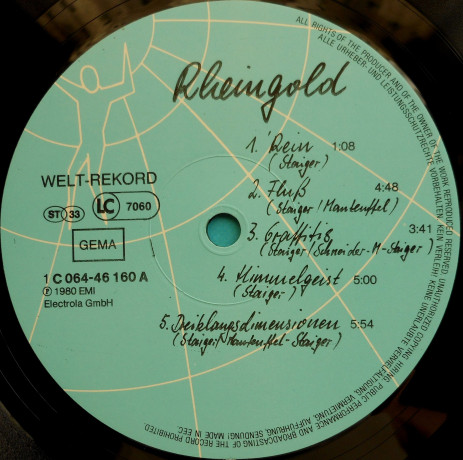 Rheingold
1. Rein 1:08
(Staiger)
2. Fluß 4:48
(Staiger / Manteuffel)
3. Graffitis 3:41
(Staiger / Schneider-M-Staiger)
4. Himmelgeist 5:00
(Staiger)
5. Dreiklangsdimensionen 5:54
(Staiger / Manteuffel-Staiger)
WELT-REKORD
ST 33
LC 7060
GEMA
1 C 064-46 160 A
℗ 1980 EMI
Electrola GmbH
ALL RIGHTS OF THE PRODUCER AND OF THE OWNER OF THE WORK REPRODUCED RESERVED. UNAUTHORIZED COPYING, HIRING, PUBLIC PERFORMANCE AND BROADCASTING OF THE RECORD PROHIBITED.
ALLE URHEBER- UND LEISTUNGSSCHUTZRECHTE VORBEHALTEN. KEIN VERLEIH! KEINE UNERLAUBTE VERVIELFÄLTIGUNG, VERMIETUNG, AUFFÜHRUNG, SENDUNG! MADE IN EEC